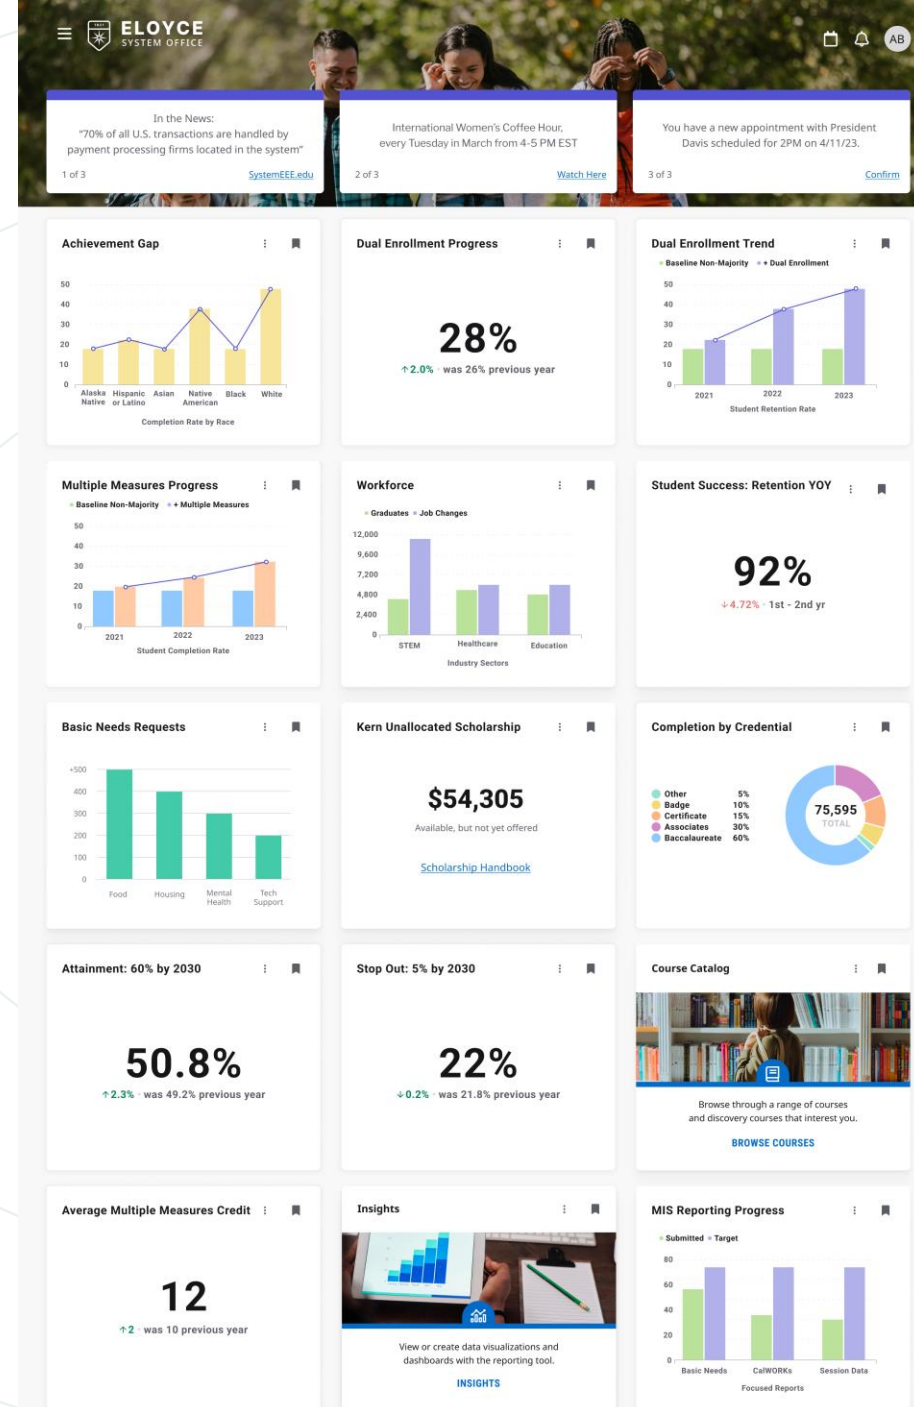 1857
ELOYCE
SYSTEM OFFICE
AB
In the News:
"70% of all U.S. transactions are handled by
payment processing firms located in the system"
1 of 3
SystemEEE.edu
International Women's Coffee Hour,
every Tuesday in March from 4-5 PM EST
2 of 3
Watch Here
You have a new appointment with President
Davis scheduled for 2PM on 4/11/23.
3 of 3
Confirm
Achievement Gap
50
40
30
20
10
0
Alaska Native
Hispanic or Latino
Asian
Native American
Black
White
Completion Rate by Race
Dual Enrollment Progress
28%
↑2.0% · was 26% previous year
Dual Enrollment Trend
Baseline Non-Majority
+ Dual Enrollment
50
40
30
20
10
0
2021
2022
2023
Student Retention Rate
Multiple Measures Progress
Baseline Non-Majority
+ Multiple Measures
50
40
30
20
10
0
2021
2022
2023
Student Completion Rate
Workforce
Graduates
Job Changes
12,000
9,600
7,200
4,800
2,400
0
STEM
Healthcare
Education
Industry Sectors
Student Success: Retention YOY
92%
↓4.72% · 1st - 2nd yr
Basic Needs Requests
+500
400
300
200
100
0
Food
Housing
Mental Health
Tech Support
Kern Unallocated Scholarship
$54,305
Available, but not yet offered
Scholarship Handbook
Completion by Credential
Other 5%
Badge 10%
Certificate 15%
Associates 30%
Baccalaureate 60%
75,595
TOTAL
Attainment: 60% by 2030
50.8%
↑2.3% · was 49.2% previous year
Stop Out: 5% by 2030
22%
↓0.2% · was 21.8% previous year
Course Catalog
Browse through a range of courses
and discovery courses that interest you.
BROWSE COURSES
Average Multiple Measures Credit
12
↑2 · was 10 previous year
Insights
View or create data visualizations and
dashboards with the reporting tool.
INSIGHTS
MIS Reporting Progress
Submitted
Target
80
60
40
20
0
Basic Needs
CalWORKs
Session Data
Focused Reports